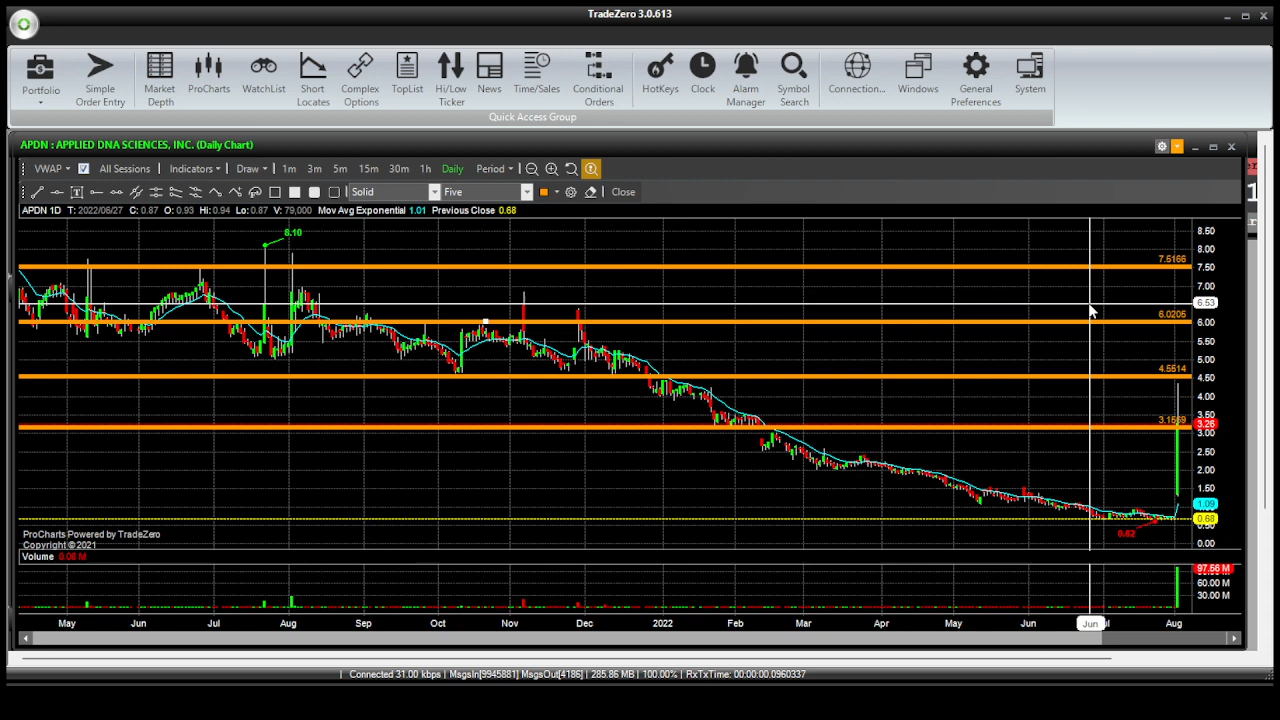 TradeZero 3.0.613
Portfolio
Simple Order Entry
Market Depth
ProCharts
WatchList
Short Locates
Complex Options
TopList
Hi/Low Ticker
News
Time/Sales
Conditional Orders
HotKeys
Clock
Alarm Manager
Symbol Search
Connection...
Windows
General Preferences
System
Quick Access Group
APDN : APPLIED DNA SCIENCES, INC. (Daily Chart)
VWAP All Sessions Indicators Draw 1m 3m 5m 15m 30m 1h Daily Period
Solid Five Close
APDN 1D T: 2022/06/27 C: 0.87 O: 0.93 Hi: 0.94 Lo: 0.87 V: 79,000 Mov Avg Exponential 1.01 Previous Close 0.68
8.50
8.10
8.00
7.5166
7.50
7.00
6.53
6.0206
6.00
5.50
5.00
4.5514
4.50
4.00
3.50
3.1569
3.26
3.00
2.50
2.00
1.50
1.09
0.68
0.50
0.62
0.00
ProCharts Powered by TradeZero
Copyright © 2021
Volume 0.08 M
97.56 M
60.00 M
30.00 M
May Jun Jul Aug Sep Oct Nov Dec 2022 Feb Mar Apr May Jun Jun Aug
Connected 31.00 kbps | MsgsIn[9945881] MsgsOut[4186] | 285.86 MB | 100.00% | RxTxTime: 00:00:00.0960337